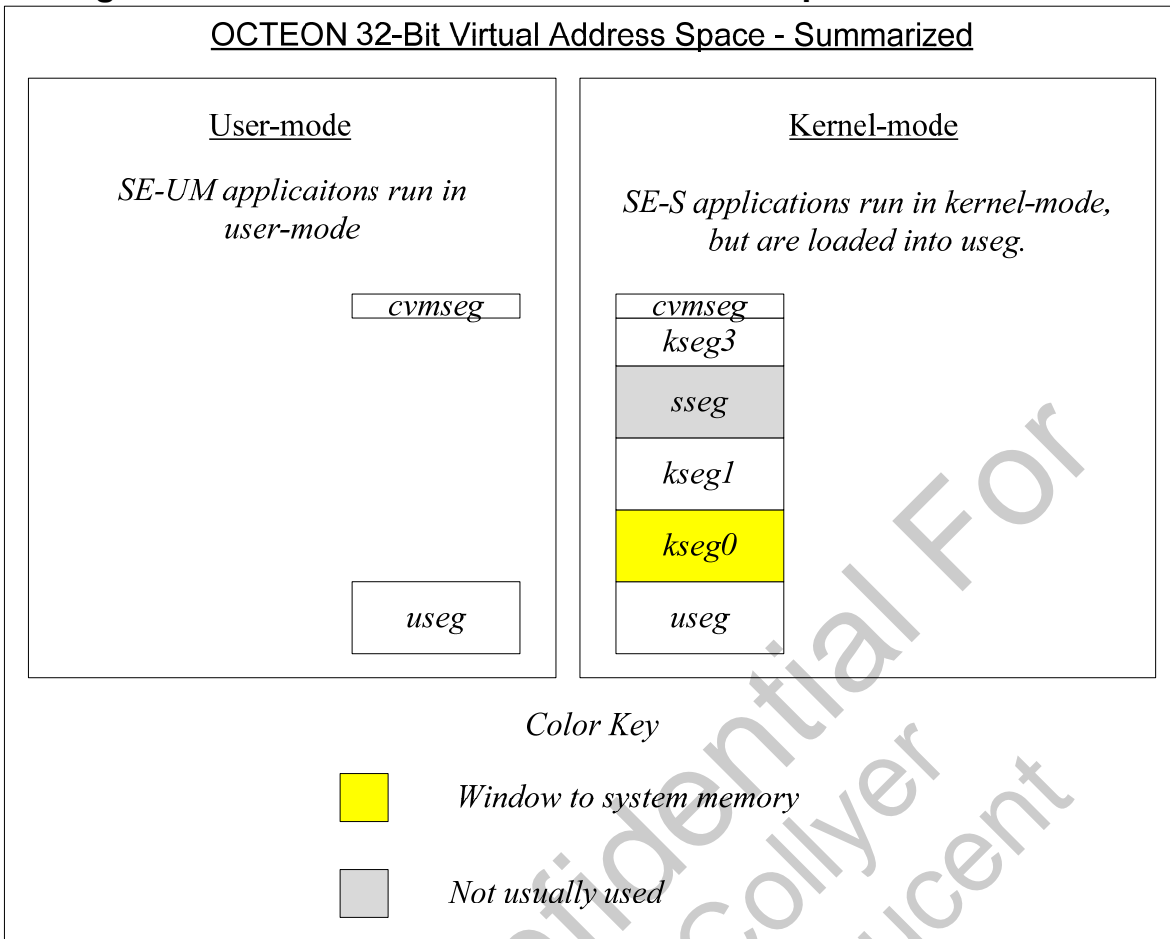 OCTEON 32-Bit Virtual Address Space - Summarized
User-mode
SE-UM applicaitons run in
user-mode
cvmseg
useg
Kernel-mode
SE-S applications run in kernel-mode,
but are loaded into useg.
cvmseg
kseg3
sseg
kseg1
kseg0
useg
Color Key
Window to system memory
Not usually used
For
Collyer